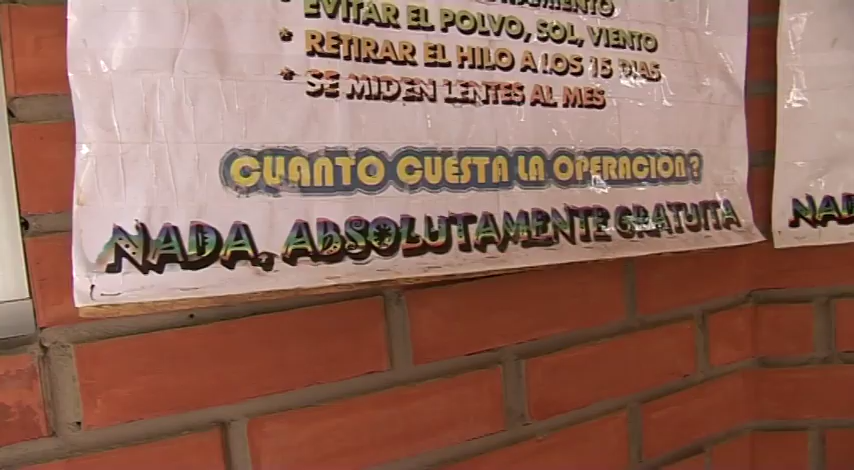 EVITAR EL POLVO, SOL, VIENTO
* RETIRAR EL HILO A LOS 15 DIAS
* SE MIDEN LENTES AL MES
CUANTO CUESTA LA OPERACIÓN ?
NADA, ABSOLUTAMENTE GRATUITA
NADA